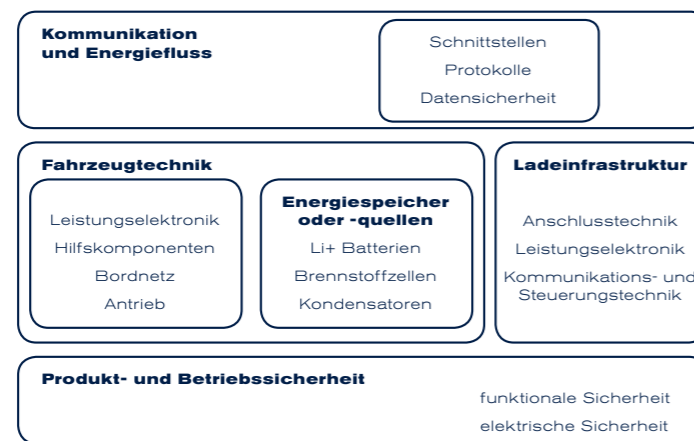 Kommunikation
und Energiefluss
Schnittstellen
Protokolle
Datensicherheit
Fahrzeugtechnik
Leistungselektronik
Hilfskomponenten
Bordnetz
Antrieb
Energiespeicher
oder -quellen
Li+ Batterien
Brennstoffzellen
Kondensatoren
Ladeinfrastruktur
Anschlusstechnik
Leistungselektronik
Kommunikations- und
Steuerungstechnik
Produkt- und Betriebssicherheit
funktionale Sicherheit
elektrische Sicherheit